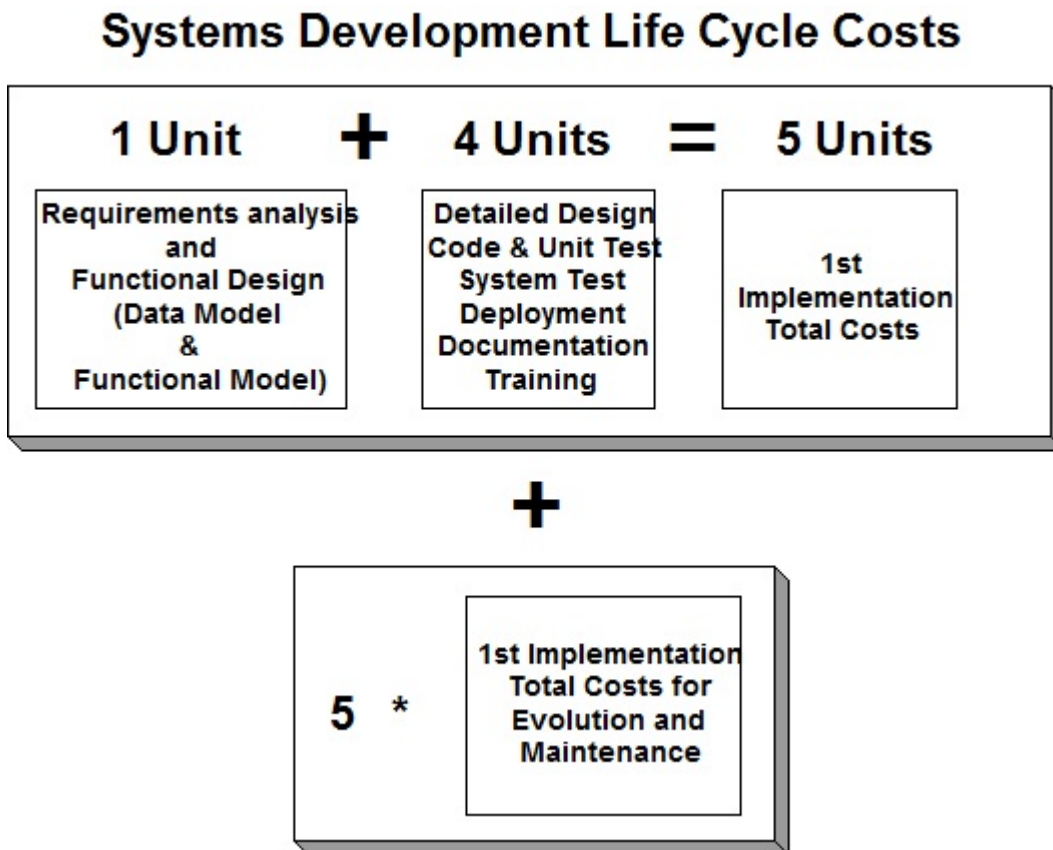 Systems Development Life Cycle Costs
1 Unit + 4 Units = 5 Units
Requirements analysis
and
Functional Design
(Data Model
&
Functional Model)
Detailed Design
Code & Unit Test
System Test
Deployment
Documentation
Training
1st
Implementation
Total Costs
+
5 *
1st Implementation
Total Costs for
Evolution and
Maintenance